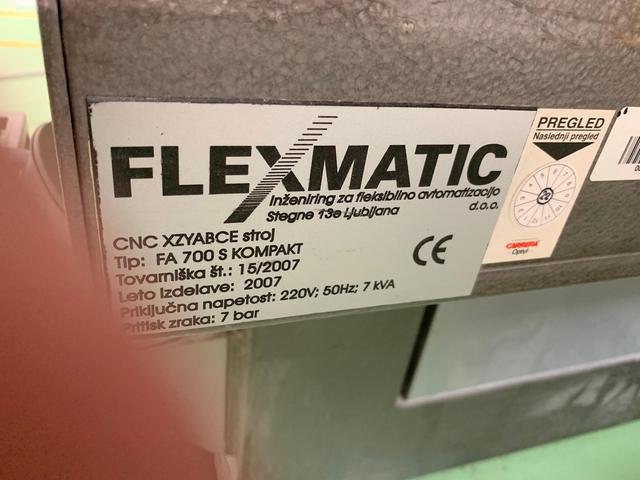 FLEXMATIC
Inženiring za fleksibilno avtomatizacijo
Stegne 13e Ljubljana d.o.o.
CNC XZYABCE stroj
Tip: FA 700 S KOMPAKT
Tovarniška št.: 15/2007
Leto izdelave: 2007
Priključna napetost: 220V; 50Hz; 7 kVA
Pritisk zraka: 7 bar
CE
PREGLED
Naslednji pregled
CARRERA
Optyl